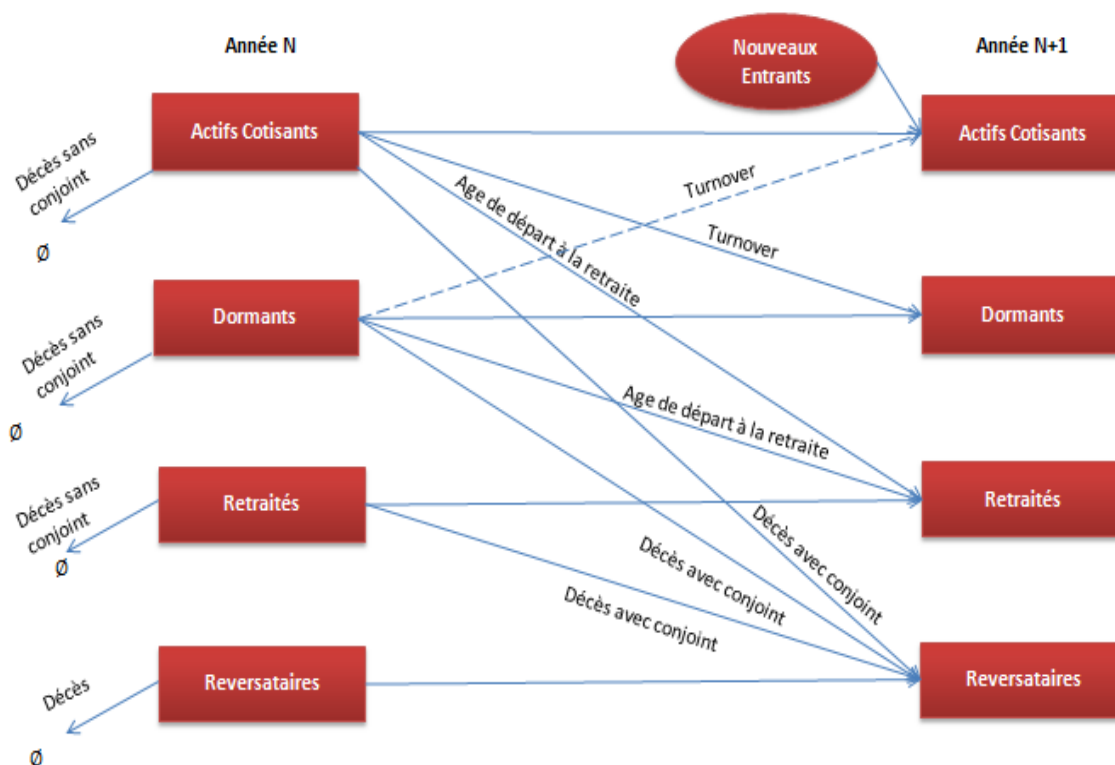 Année N
Nouveaux
Entrants
Année N+1
Actifs Cotisants
Actifs Cotisants
Décès sans
conjoint
Ø
Turnover
Age de départ à la retraite
Turnover
Dormants
Dormants
Décès sans
conjoint
Ø
Age de départ à la retraite
Retraités
Retraités
Décès sans
conjoint
Ø
Décès avec conjoint
Décès avec conjoint
Décès avec conjoint
Reversataires
Reversataires
Décès
Ø